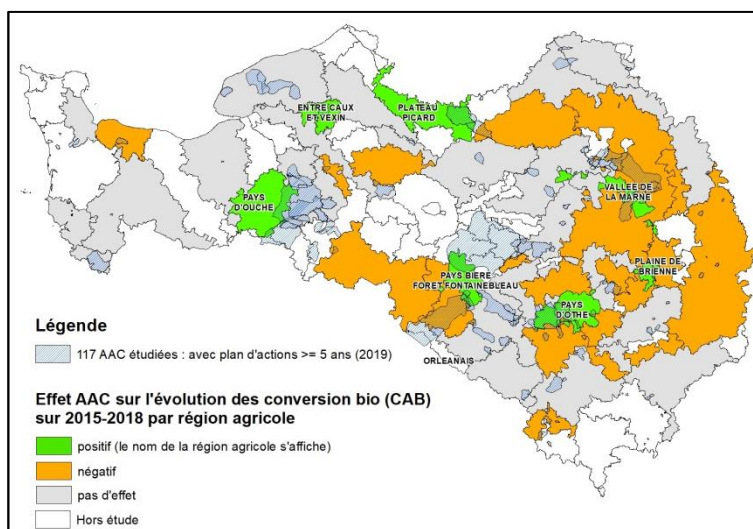 ENTRE CAUX
ET VEXIN
PLATEAU
PICARD
PAYS
D'OUCHE
VALLEE DE
LA MARNE
PLAINE DE
BRIENNE
PAYS BIERE
FORET FONTAINEBLEAU
PAYS
D'OTHE
ORLEANAIS
Légende
117 AAC étudiées : avec plan d'actions >= 5 ans (2019)
Effet AAC sur l'évolution des conversion bio (CAB)
sur 2015-2018 par région agricole
positif (le nom de la région agricole s'affiche)
négatif
pas d'effet
Hors étude